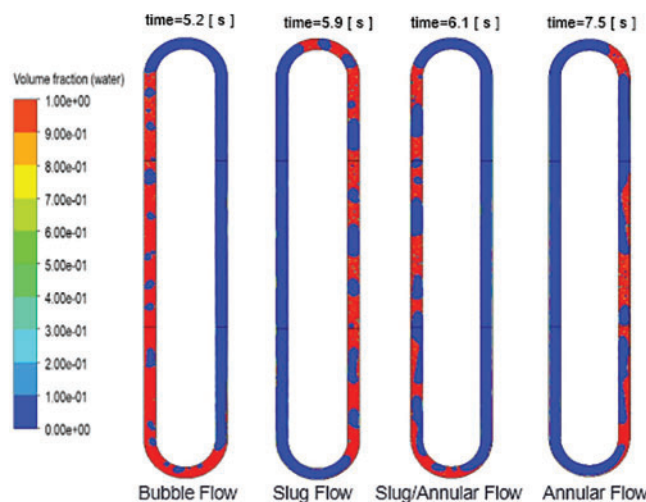 time=5.2 [ s ] time=5.9 [ s ] time=6.1 [ s ] time=7.5 [ s ]
Volume fraction (water)
1.00e+00
9.00e-01
8.00e-01
7.00e-01
6.00e-01
5.00e-01
4.00e-01
3.00e-01
2.00e-01
1.00e-01
0.00e+00
Bubble Flow Slug Flow Slug/Annular Flow Annular Flow